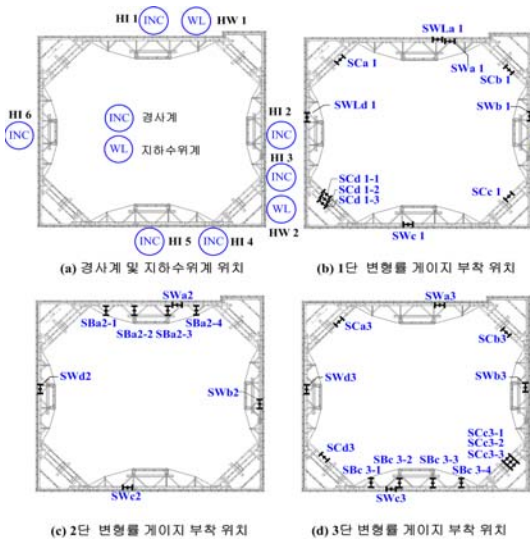 HI 1 INC WL HW 1
HI 6
INC
INC 경사계
WL 지하수위계
HI 2
INC
HI 3
INC
WL
HW 2
INC HI 5 INC HI 4
(a) 경사계 및 지하수위계 위치
SWLa 1
SWa 1
SCa 1
SCb 1
SWLd 1
SWb 1
SCd 1-1
SCd 1-2
SCd 1-3
SCc 1
SWc 1
(b) 1단 변형률 게이지 부착 위치
SWa2
SBa2-1 SBa2-3 SBa2-4
SBa2-2
SWd2
SWb2
SWc2
(c) 2단 변형률 게이지 부착 위치
SWa3
SCa3
SCb3
SWd3
SWb3
SCc3-1
SCc3-2
SCc3-3
SCd3
SBc 3-2 SBc 3-3
SBc 3-1 SBc 3-4
SWc3
(d) 3단 변형률 게이지 부착 위치